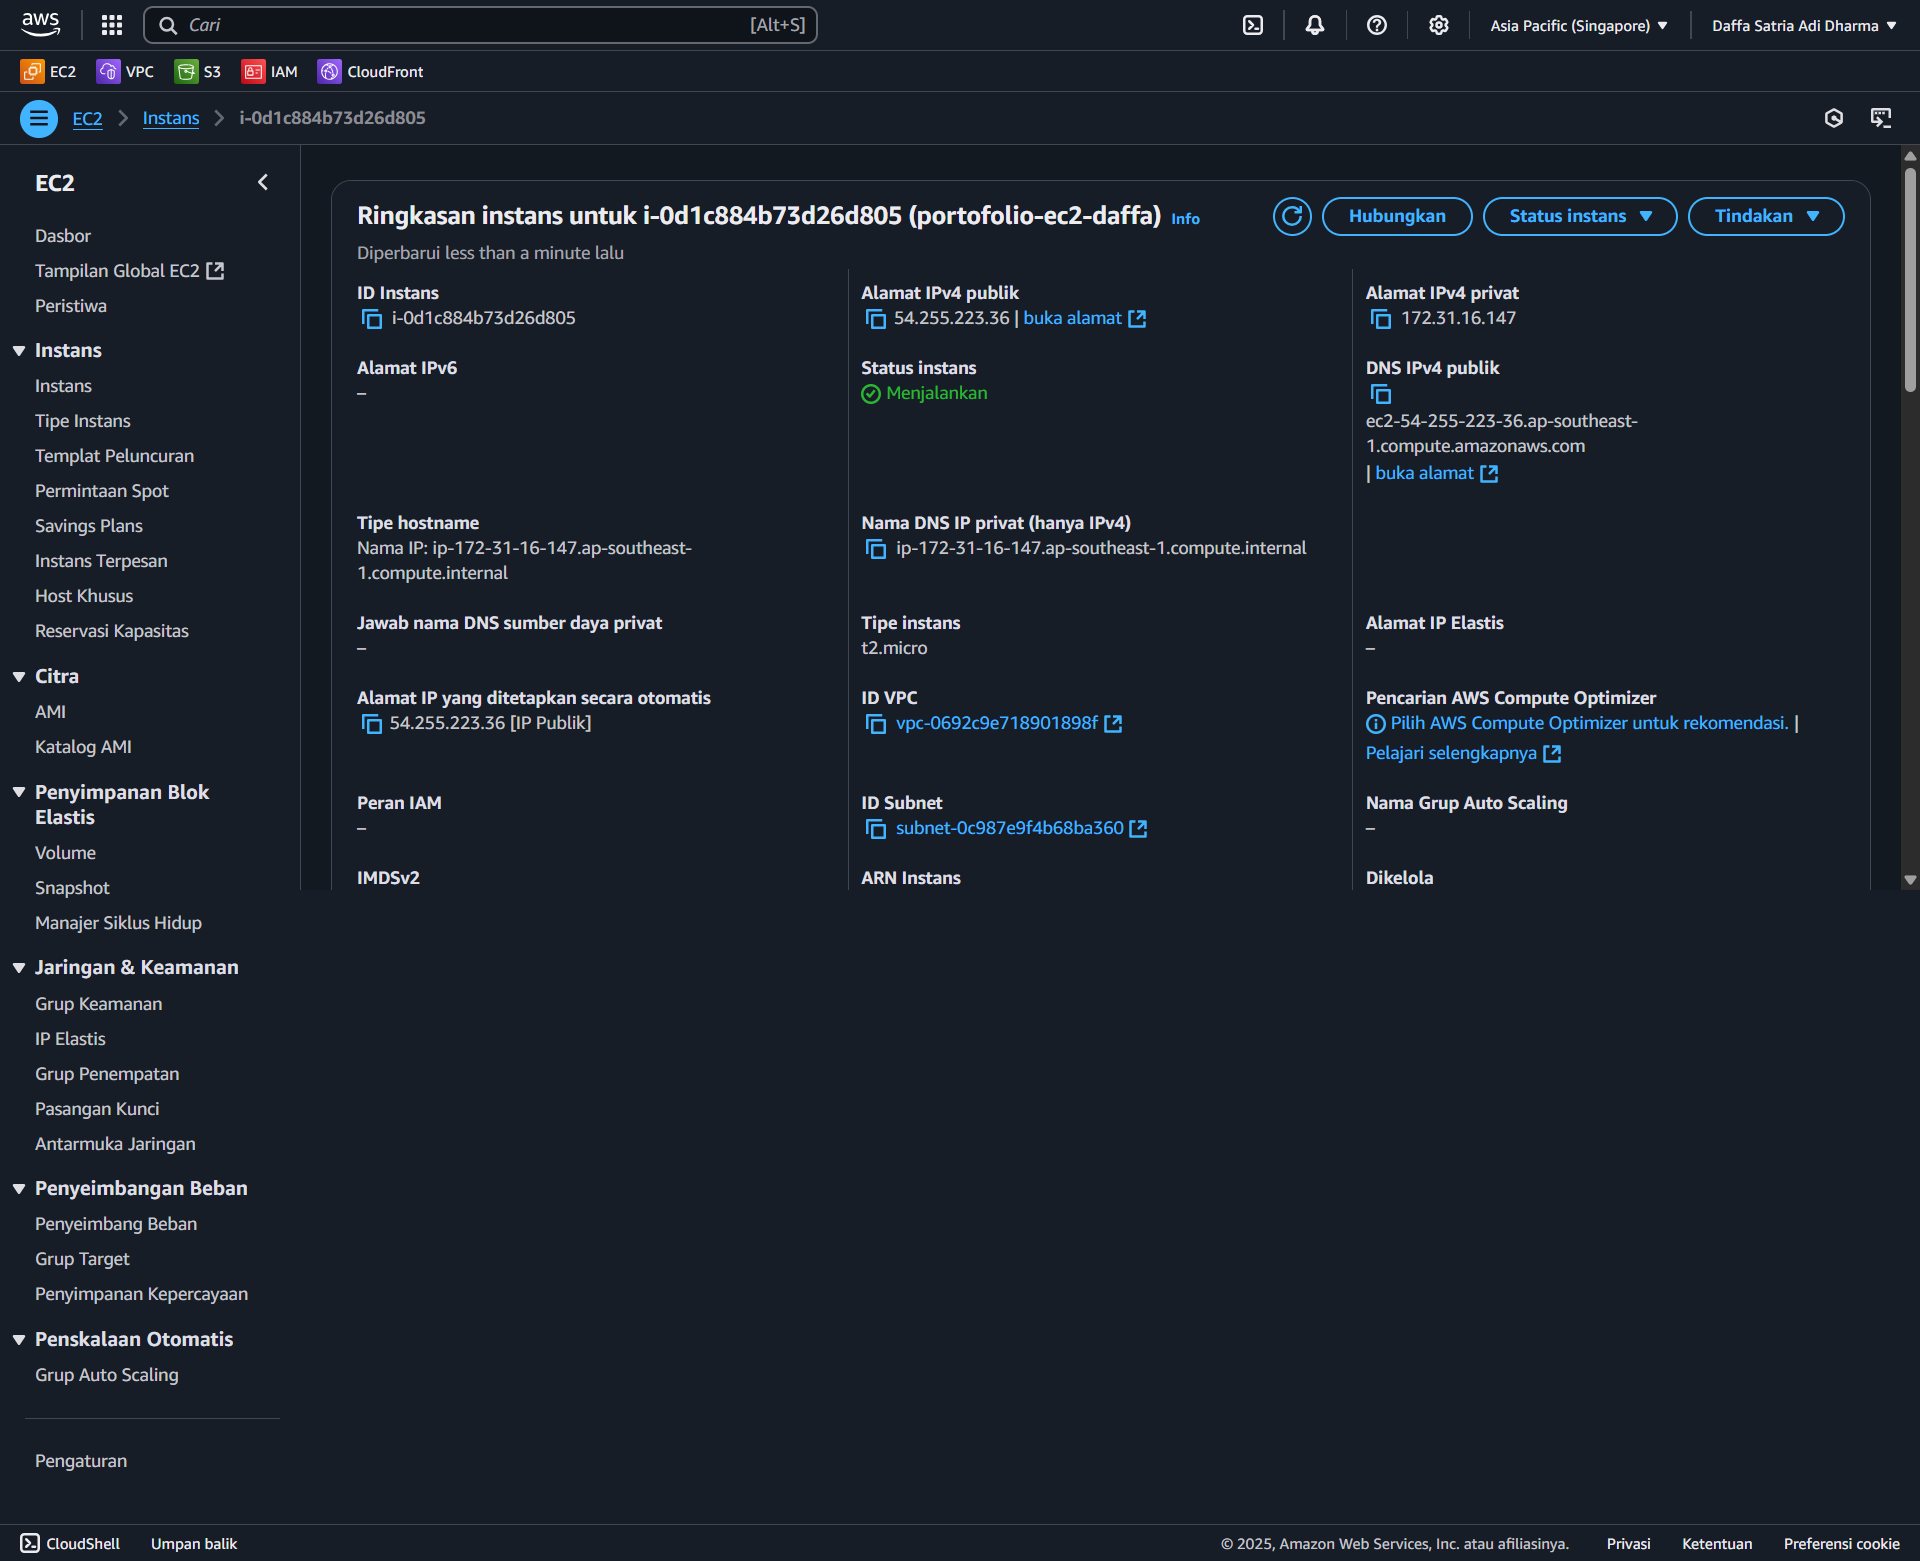 aws
Cari
[Alt+S]
Asia Pacific (Singapore)
Daffa Satria Adi Dharma
EC2
VPC
S3
IAM
CloudFront
EC2
Instans
i-0d1c884b73d26d805
EC2
Dasbor
Tampilan Global EC2
Peristiwa
Instans
Instans
Tipe Instans
Templat Peluncuran
Permintaan Spot
Savings Plans
Instans Terpesan
Host Khusus
Reservasi Kapasitas
Citra
AMI
Katalog AMI
Penyimpanan Blok
Elastis
Volume
Snapshot
Manajer Siklus Hidup
Jaringan & Keamanan
Grup Keamanan
IP Elastis
Grup Penempatan
Pasangan Kunci
Antarmuka Jaringan
Penyeimbangan Beban
Penyeimbang Beban
Grup Target
Penyimpanan Kepercayaan
Penskalaan Otomatis
Grup Auto Scaling
Pengaturan
Ringkasan instans untuk i-0d1c884b73d26d805 (portofolio-ec2-daffa) Info
Hubungkan
Status instans
Tindakan
Diperbarui less than a minute lalu
ID Instans
i-0d1c884b73d26d805
Alamat IPv4 publik
54.255.223.36 | buka alamat
Alamat IPv4 privat
172.31.16.147
Alamat IPv6
–
Status instans
Menjalankan
DNS IPv4 publik
ec2-54-255-223-36.ap-southeast-
1.compute.amazonaws.com
| buka alamat
Tipe hostname
Nama IP: ip-172-31-16-147.ap-southeast-
1.compute.internal
Nama DNS IP privat (hanya IPv4)
ip-172-31-16-147.ap-southeast-1.compute.internal
Jawab nama DNS sumber daya privat
–
Tipe instans
t2.micro
Alamat IP Elastis
–
Alamat IP yang ditetapkan secara otomatis
54.255.223.36 [IP Publik]
ID VPC
vpc-0692c9e718901898f
Pencarian AWS Compute Optimizer
Pilih AWS Compute Optimizer untuk rekomendasi. |
Pelajari selengkapnya
Peran IAM
–
ID Subnet
subnet-0c987e9f4b68ba360
Nama Grup Auto Scaling
–
IMDSv2
ARN Instans
Dikelola
CloudShell
Umpan balik
© 2025, Amazon Web Services, Inc. atau afiliasinya.
Privasi
Ketentuan
Preferensi cookie